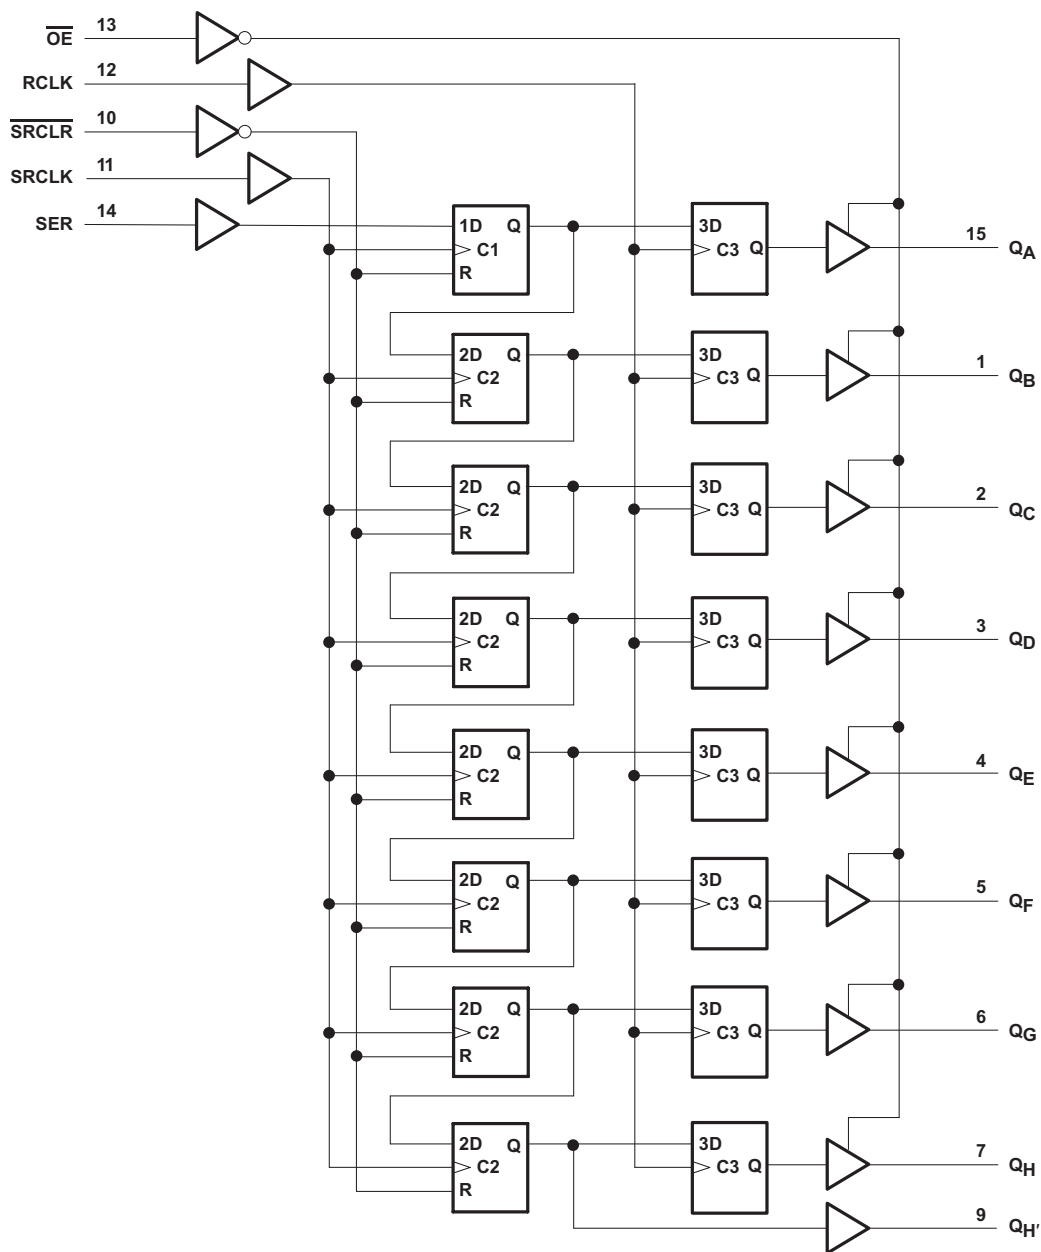 OE 13
RCLK 12
SRCLR 10
SRCLK 11
SER 14
1D Q 3D
C1 C3 Q 15 QA
R
2D Q 3D
C2 C3 Q 1 QB
R
2D Q 3D
C2 C3 Q 2 QC
R
2D Q 3D
C2 C3 Q 3 QD
R
2D Q 3D
C2 C3 Q 4 QE
R
2D Q 3D
C2 C3 Q 5 QF
R
2D Q 3D
C2 C3 Q 6 QG
R
2D Q 3D
C2 C3 Q 7 QH
R
9 QH′